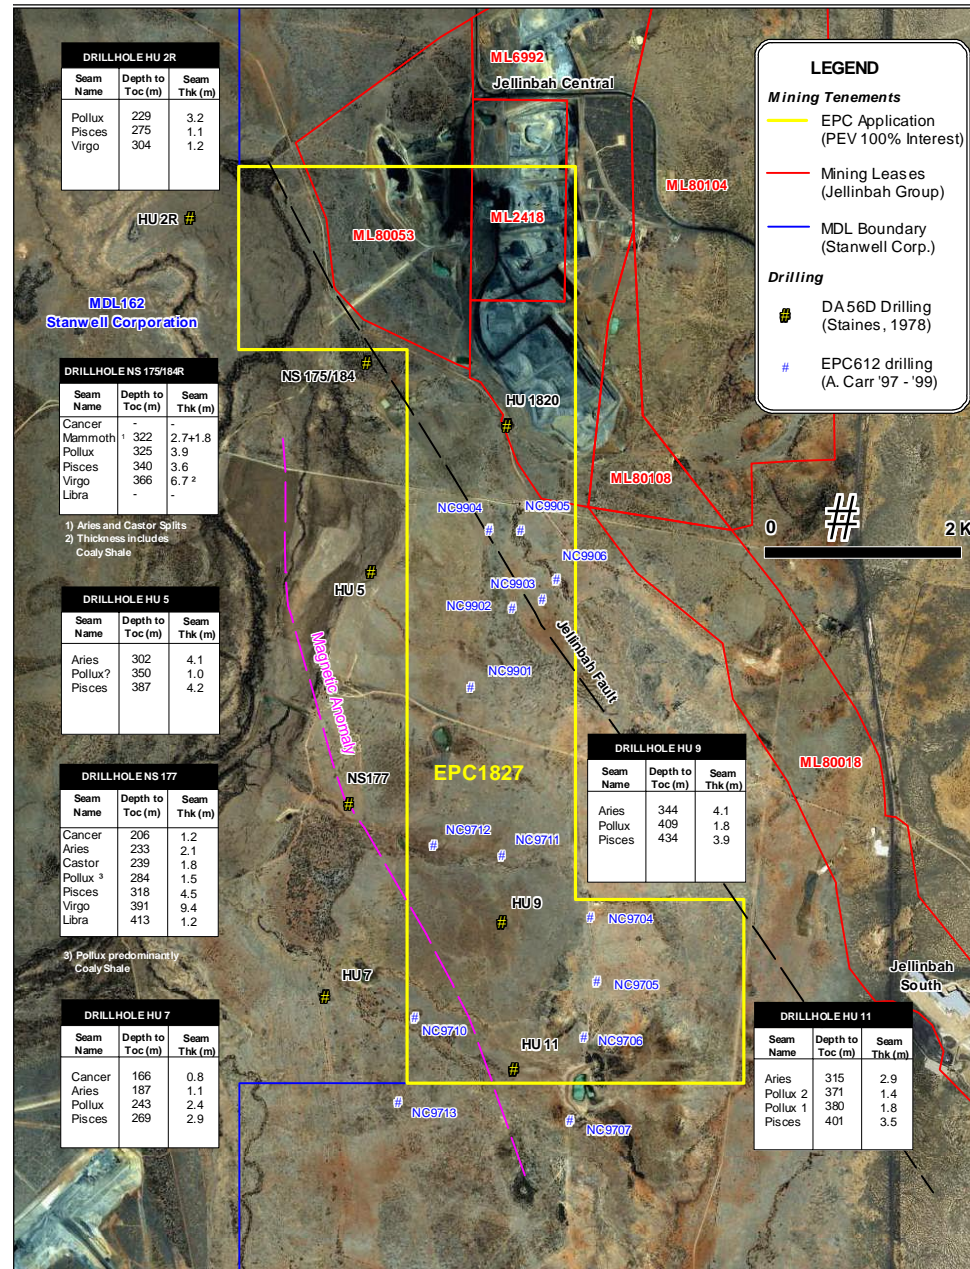 DRILLHOLE HU 2R
Seam Name Depth to Toc (m) Seam Thk (m)
Pollux 229 3.2
Pisces 275 1.1
Virgo 304 1.2
ML6992
Jellinbah Central
LEGEND
Mining Tenements
EPC Application
(PEV 100% Interest)
Mining Leases
(Jellinbah Group)
MDL Boundary
(Stanwell Corp.)
Drilling
# DA 56D Drilling
(Staines, 1978)
# EPC612 drilling
(A. Carr '97 - '99)
ML80104
HU 2R #
ML80053
ML2418
MDL162
Stanwell Corporation
DRILLHOLE NS 175/184R
Seam Name Depth to Toc (m) Seam Thk (m)
Cancer - -
Mammoth ¹ 322 2.7+1.8
Pollux 325 3.9
Pisces 340 3.6
Virgo 366 6.7 ²
Libra - -
1) Aries and Castor Splits
2) Thickness includes
Coaly Shale
#
NS 175/184
HU 1820
#
ML80108
0 # 2 K
NC9904
#
NC9905
#
NC9906
#
NC9903
#
NC9902
#
HU 5
#
DRILLHOLE HU 5
Seam Name Depth to Toc (m) Seam Thk (m)
Aries 302 4.1
Pollux? 350 1.0
Pisces 387 4.2
Magnetic Anomaly
Jellinbah Fault
NC9901
#
EPC1827
ML80018
DRILLHOLE HU 9
Seam Name Depth to Toc (m) Seam Thk (m)
Aries 344 4.1
Pollux 409 1.8
Pisces 434 3.9
DRILLHOLE NS 177
Seam Name Depth to Toc (m) Seam Thk (m)
Cancer 206 1.2
Aries 233 2.1
Castor 239 1.8
Pollux ³ 284 1.5
Pisces 318 4.5
Virgo 391 9.4
Libra 413 1.2
3) Pollux predominantly
Coaly Shale
NS177
#
NC9712
#
NC9711
#
HU 9
#
NC9704
#
NC9705
#
HU 7
#
NC9710
#
NC9706
#
HU 11
#
Jellinbah
South
DRILLHOLE HU 7
Seam Name Depth to Toc (m) Seam Thk (m)
Cancer 166 0.8
Aries 187 1.1
Pollux 243 2.4
Pisces 269 2.9
DRILLHOLE HU 11
Seam Name Depth to Toc (m) Seam Thk (m)
Aries 315 2.9
Pollux 2 371 1.4
Pollux 1 380 1.8
Pisces 401 3.5
NC9713
#
NC9707
#